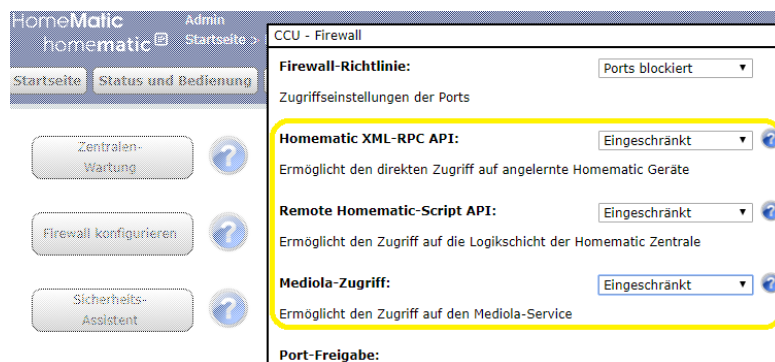 HomeMatic
homematic
Admin
Startseite >
Startseite
Status und Bedienung
Zentralen-
Wartung
Firewall konfigurieren
Sicherheits-
Assistent
CCU - Firewall
Firewall-Richtlinie:
Ports blockiert
Zugriffseinstellungen der Ports
Homematic XML-RPC API:
Eingeschränkt
Ermöglicht den direkten Zugriff auf angelernte Homematic Geräte
Remote Homematic-Script API:
Eingeschränkt
Ermöglicht den Zugriff auf die Logikschicht der Homematic Zentrale
Mediola-Zugriff:
Eingeschränkt
Ermöglicht den Zugriff auf den Mediola-Service
Port-Freigabe: